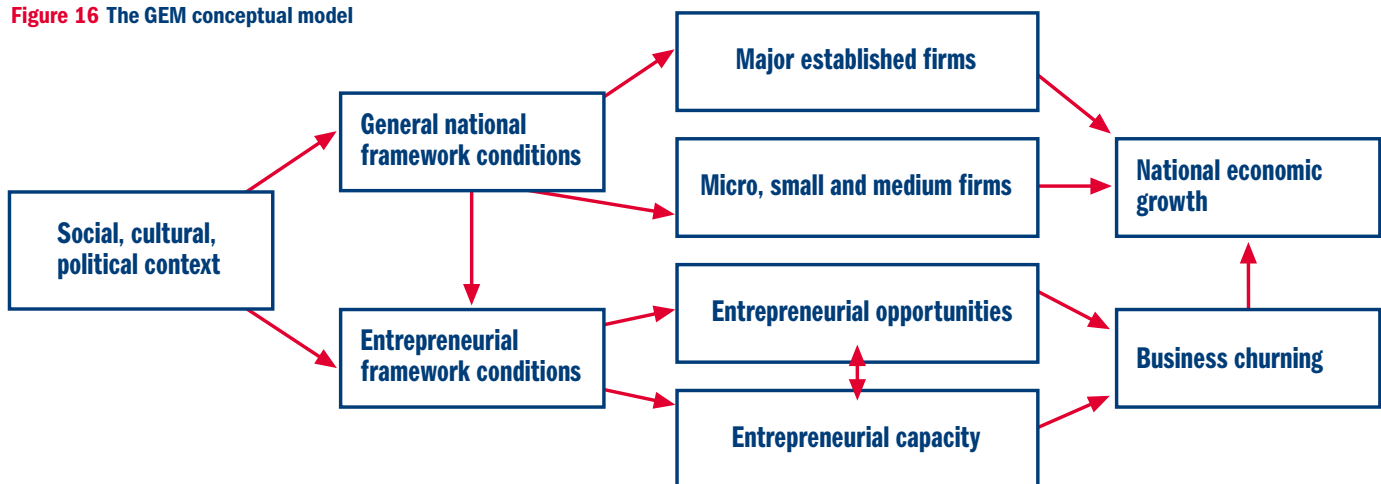 Figure 16 The GEM conceptual model
Major established firms
General national
framework conditions
Micro, small and medium firms
National economic
growth
Social, cultural,
political context
Entrepreneurial opportunities
Entrepreneurial
framework conditions
Business churning
Entrepreneurial capacity